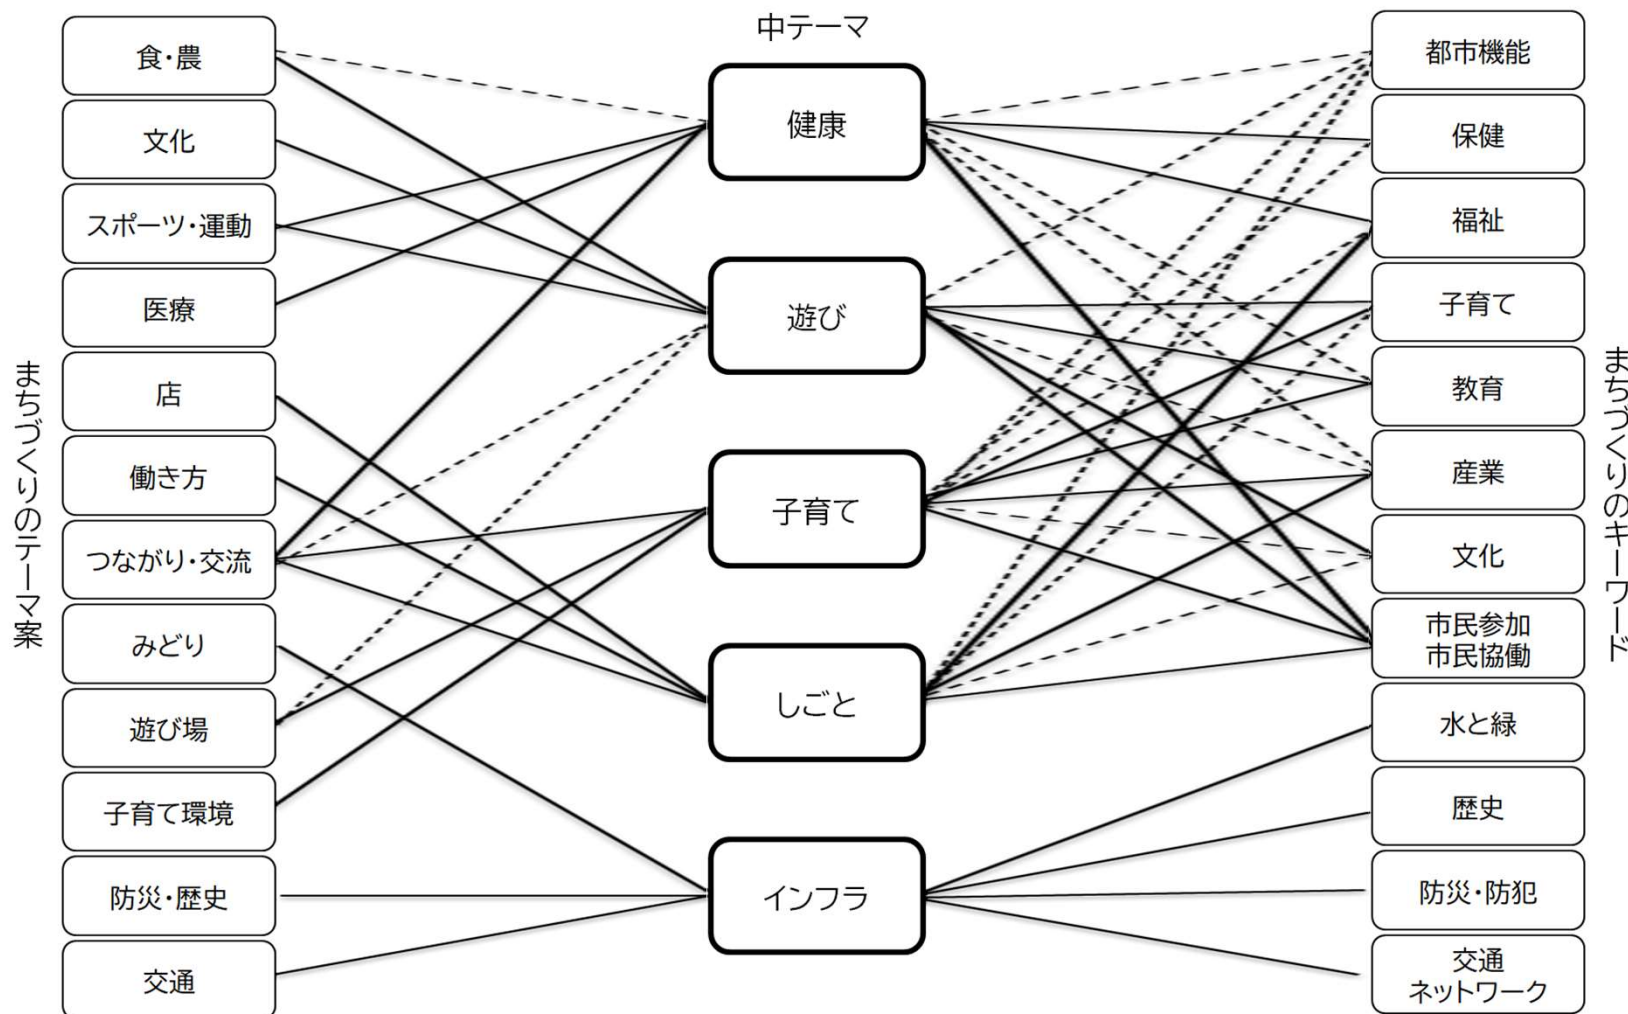 まちづくりのテーマ案
食・農
文化
スポーツ・運動
医療
店
働き方
つながり・交流
みどり
遊び場
子育て環境
防災・歴史
交通
中テーマ
健康
遊び
子育て
しごと
インフラ
都市機能
保健
福祉
子育て
教育
産業
文化
市民参加
市民協働
水と緑
歴史
防災・防犯
交通
ネットワーク
まちづくりのキーワード